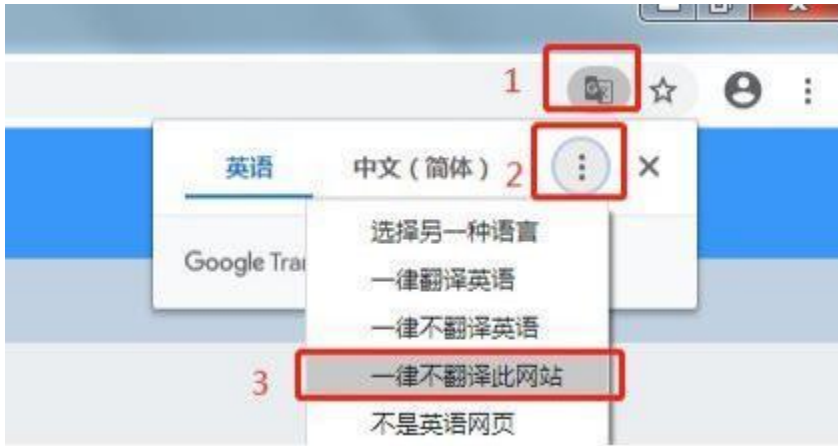 1
英语 中文（简体） 2
选择另一种语言
Google Tra
一律翻译英语
一律不翻译英语
3 一律不翻译此网站
不是英语网页